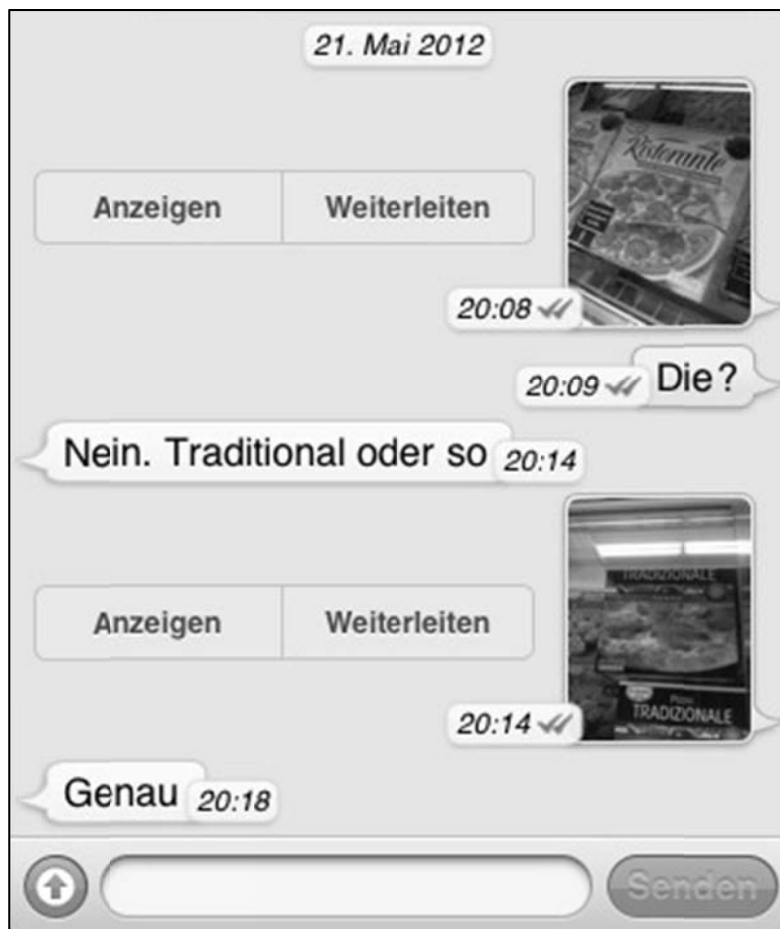 21. Mai 2012
Ristorante
Anzeigen
Weiterleiten
20:08
Die?
20:09
Nein. Traditional oder so
20:14
TRADIZIONALE
Anzeigen
Weiterleiten
Pizza
TRADIZIONALE
20:14
Genau
20:18
Senden